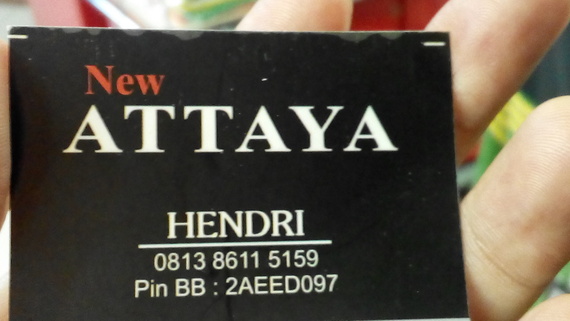 New
ATTAYA
HENDRI
0813 8611 5159
Pin BB : 2AEED097